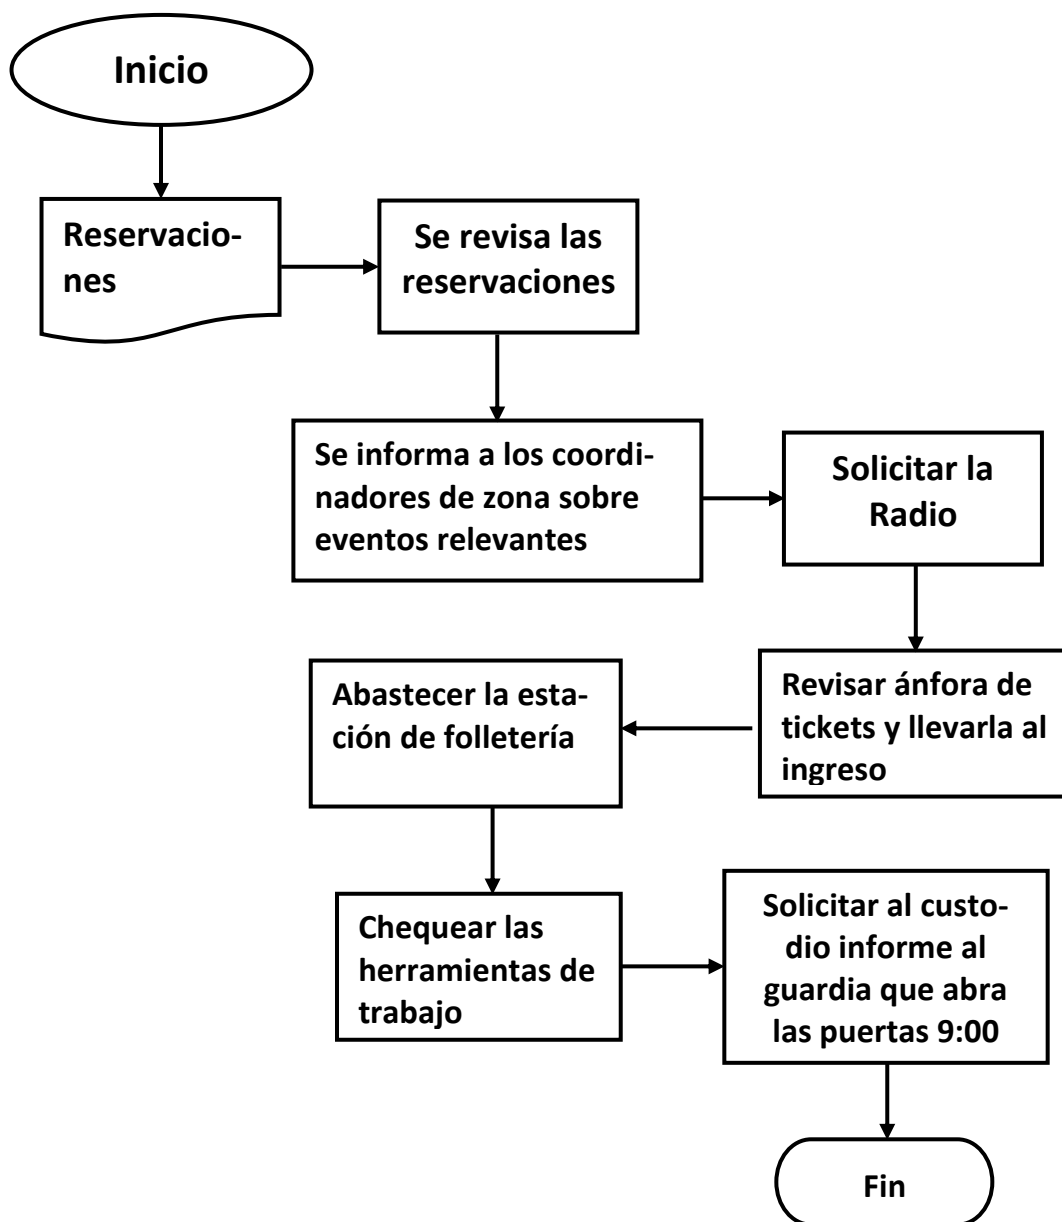 Inicio
Reservacio-
nes
Se revisa las
reservaciones
Se informa a los coordi-
nadores de zona sobre
eventos relevantes
Solicitar la
Radio
Revisar ánfora de
tickets y llevarla al
ingreso
Abastecer la esta-
ción de folletería
Chequear las
herramientas de
trabajo
Solicitar al custo-
dio informe al
guardia que abra
las puertas 9:00
Fin